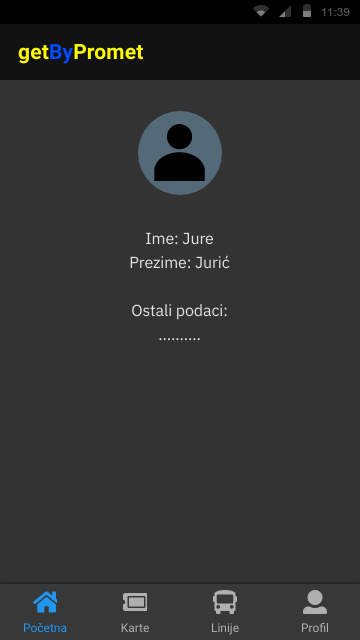 11:39
getByPromet
Ime: Jure
Prezime: Jurić
Ostali podaci:
..........
Početna Karte Linije Profil